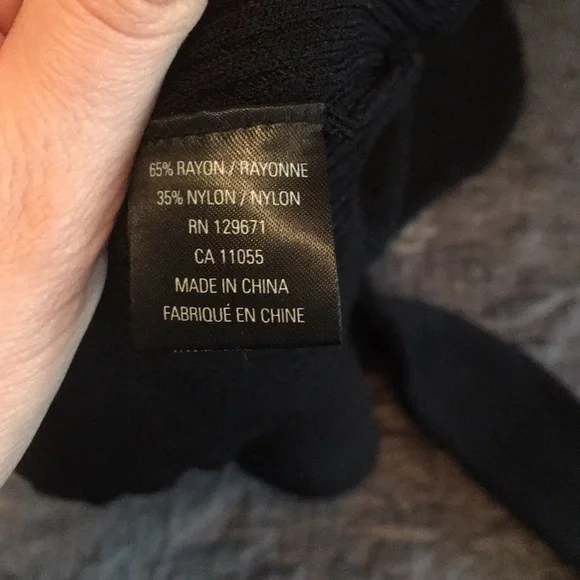 65% RAYON / RAYONNE
35% NYLON / NYLON
RN 129671
CA 11055
MADE IN CHINA
FABRIQUÉ EN CHINE